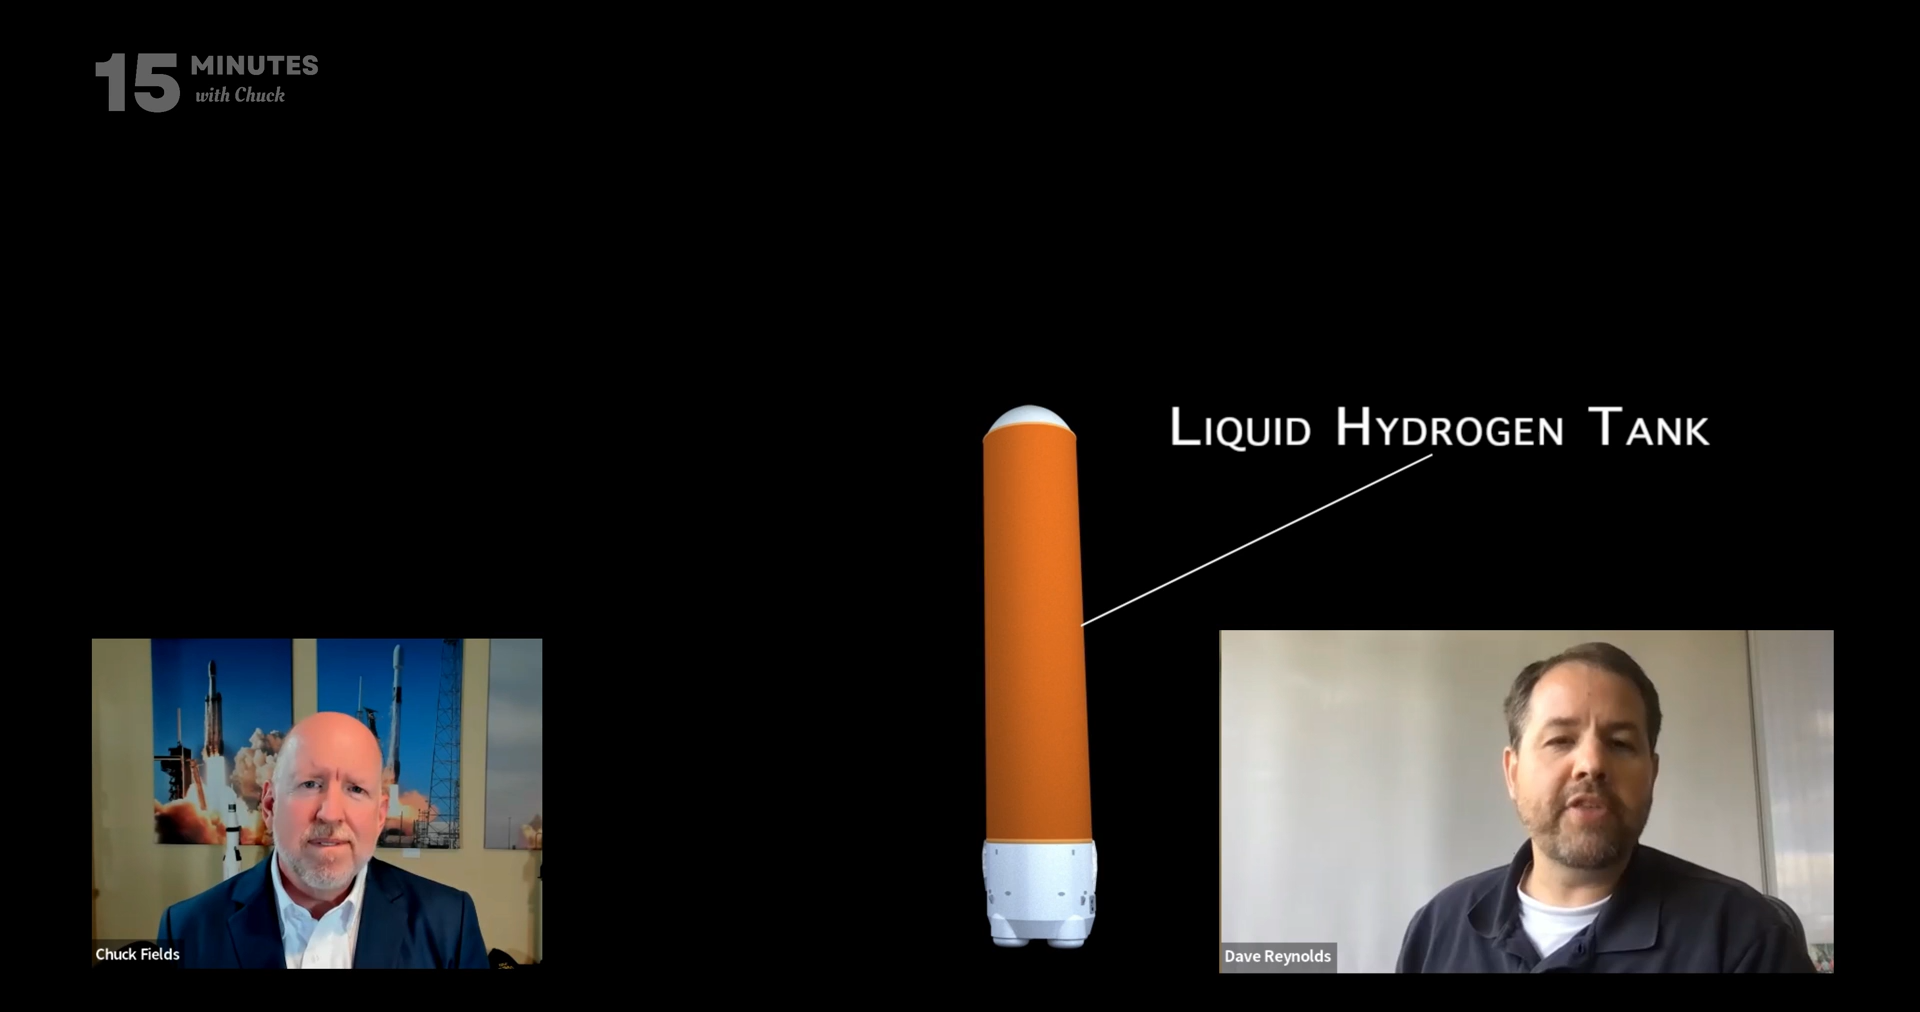 15 MINUTES
with Chuck
LIQUID HYDROGEN TANK
Chuck Fields
Dave Reynolds